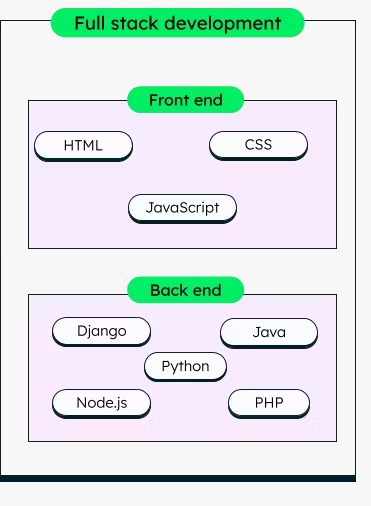 Full stack development
Front end
HTML
CSS
JavaScript
Back end
Django
Java
Python
Node.js
PHP